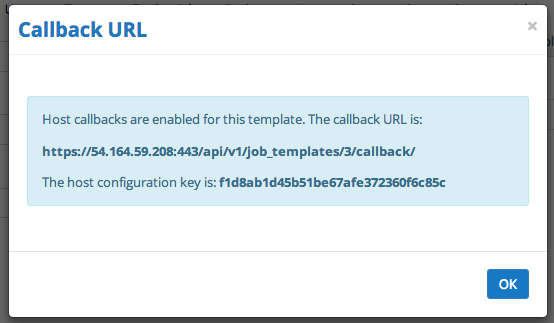 Callback URL
×
Host callbacks are enabled for this template. The callback URL is:
https://54.164.59.208:443/api/v1/job_templates/3/callback/
The host configuration key is: f1d8ab1d45b51be67afe372360f6c85c
OK